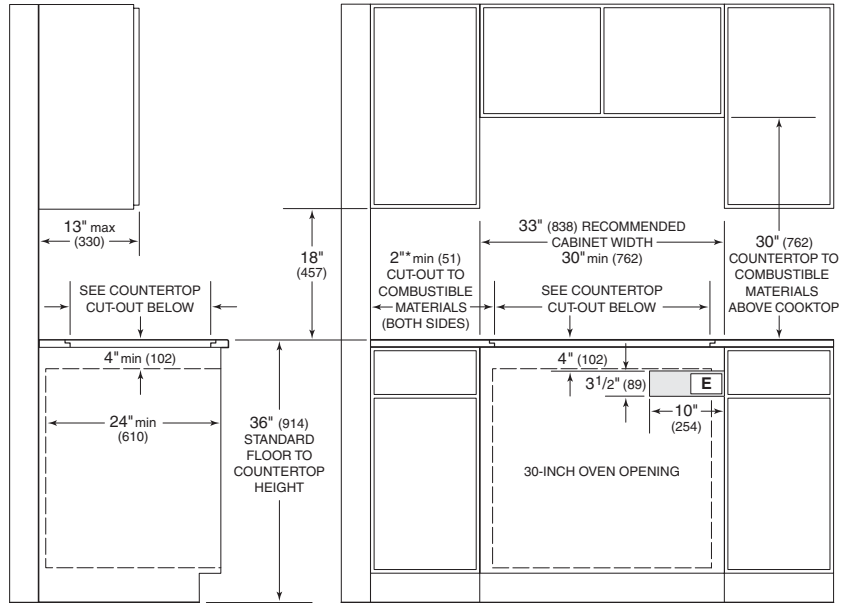 13" max
(330)
18"
(457)
SEE COUNTERTOP
CUT-OUT BELOW
4" min (102)
24" min
(610)
36" (914)
STANDARD
FLOOR TO
COUNTERTOP
HEIGHT
2"* min (51)
CUT-OUT TO
COMBUSTIBLE
MATERIALS
(BOTH SIDES)
33" (838) RECOMMENDED
CABINET WIDTH
30" min (762)
SEE COUNTERTOP
CUT-OUT BELOW
30" (762)
COUNTERTOP TO
COMBUSTIBLE
MATERIALS
ABOVE COOKTOP
4" (102)
3 1/2" (89)
E
10"
(254)
30-INCH OVEN OPENING